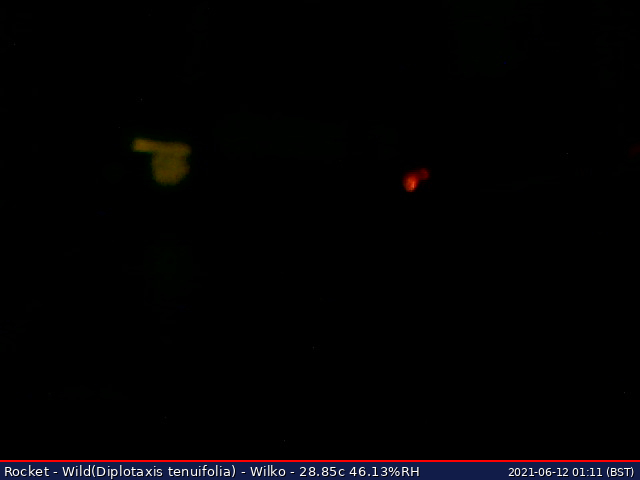 Rocket - Wild(Diplotaxis tenuifolia) - Wilko - 28.85c 46.13%RH
2021-06-12 01:11 (BST)